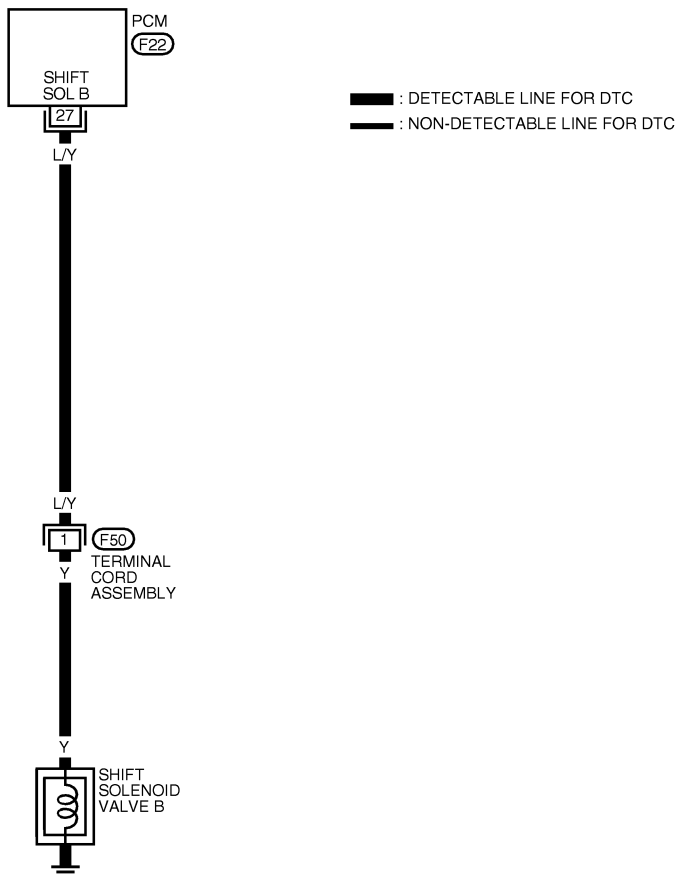 PCM
F22
SHIFT
SOL B
27
: DETECTABLE LINE FOR DTC
: NON-DETECTABLE LINE FOR DTC
L/Y
L/Y
1
F50
TERMINAL
CORD
ASSEMBLY
Y
Y
SHIFT
SOLENOID
VALVE B